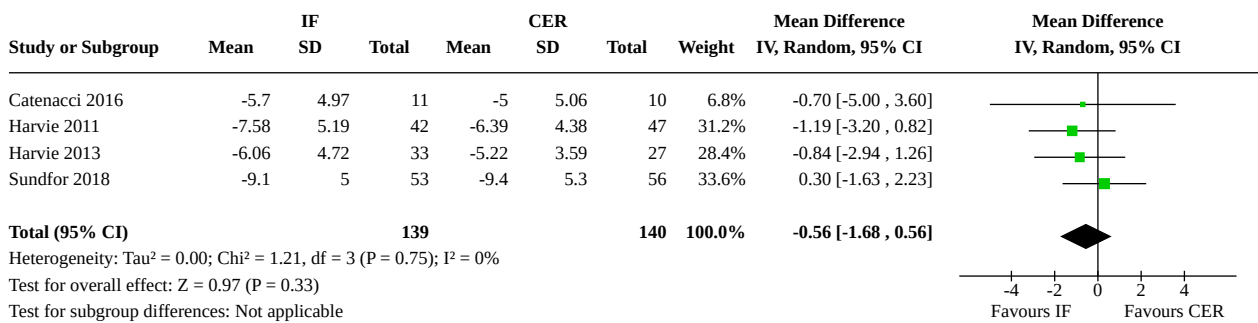 IF CER Mean Difference Mean Difference
Study or Subgroup Mean SD Total Mean SD Total Weight IV, Random, 95% CI IV, Random, 95% CI
Catenacci 2016 -5.7 4.97 11 -5 5.06 10 6.8% -0.70 [-5.00 , 3.60]
Harvie 2011 -7.58 5.19 42 -6.39 4.38 47 31.2% -1.19 [-3.20 , 0.82]
Harvie 2013 -6.06 4.72 33 -5.22 3.59 27 28.4% -0.84 [-2.94 , 1.26]
Sundfor 2018 -9.1 5 53 -9.4 5.3 56 33.6% 0.30 [-1.63 , 2.23]
Total (95% CI) 139 140 100.0% -0.56 [-1.68 , 0.56]
Heterogeneity: Tau² = 0.00; Chi² = 1.21, df = 3 (P = 0.75); I² = 0%
Test for overall effect: Z = 0.97 (P = 0.33)
Test for subgroup differences: Not applicable
-4 -2 0 2 4
Favours IF Favours CER